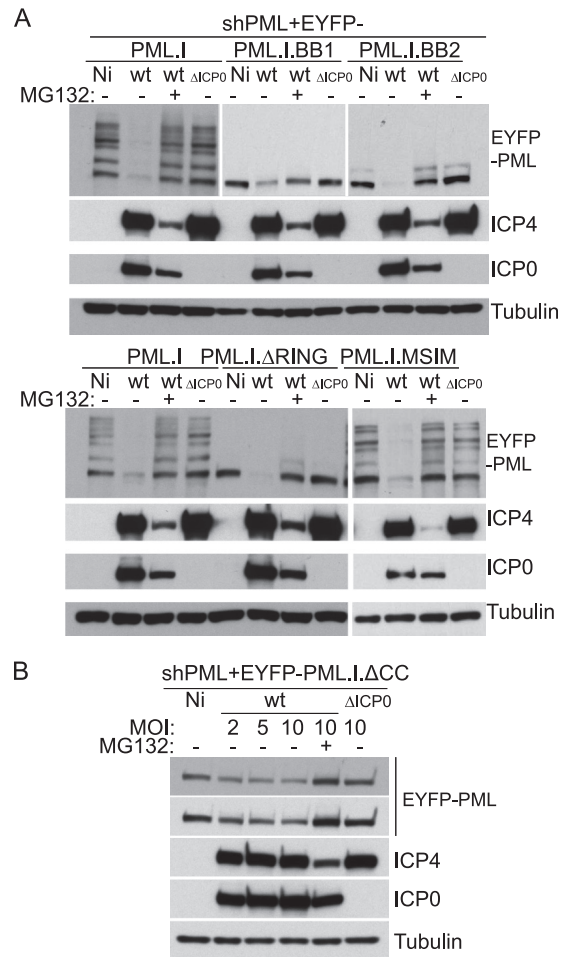 A
shPML+EYFP-
PML.I PML.I.BB1 PML.I.BB2
Ni wt wt ΔICP0 Ni wt wt ΔICP0 Ni wt wt ΔICP0
MG132: - - + - - - + - - - + -
EYFP
-PML
ICP4
ICP0
Tubulin
PML.I PML.I.ΔRING PML.I.MSIM
Ni wt wt ΔICP0 Ni wt wt ΔICP0 Ni wt wt ΔICP0
MG132: - - + - - - + - - - + -
EYFP
-PML
ICP4
ICP0
Tubulin
B
shPML+EYFP-PML.I.ΔCC
Ni wt ΔICP0
MOI: 2 5 10 10 10
MG132: - - - - + -
EYFP-PML
ICP4
ICP0
Tubulin